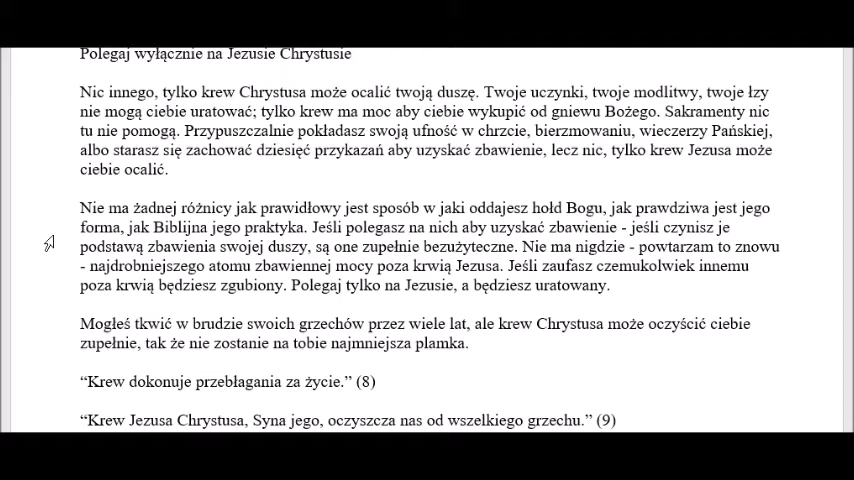 Polegaj wyłącznie na Jezusie Chrystusie
Nic innego, tylko krew Chrystusa może ocalić twoją duszę. Twoje uczynki, twoje modlitwy, twoje łzy
nie mogą ciebie uratować; tylko krew ma moc aby ciebie wykupić od gniewu Bożego. Sakramenty nic
tu nie pomogą. Przypuszczalnie pokładasz swoją ufność w chrzcie, bierzmowaniu, wieczerzy Pańskiej,
albo starasz się zachować dziesięć przykazań aby uzyskać zbawienie, lecz nic, tylko krew Jezusa może
ciebie ocalić.
Nie ma żadnej różnicy jak prawidłowy jest sposób w jaki oddajesz hołd Bogu, jak prawdziwa jest jego
forma, jak Biblijna jego praktyka. Jeśli polegasz na nich aby uzyskać zbawienie - jeśli czynisz je
podstawą zbawienia swojej duszy, są one zupełnie bezużyteczne. Nie ma nigdzie - powtarzam to znowu
- najdrobniejszego atomu zbawiennej mocy poza krwią Jezusa. Jeśli zaufasz czemukolwiek innemu
poza krwią będziesz zgubiony. Polegaj tylko na Jezusie, a będziesz uratowany.
Mogłeś tkwić w brudzie swoich grzechów przez wiele lat, ale krew Chrystusa może oczyścić ciebie
zupełnie, tak że nie zostanie na tobie najmniejsza plamka.
“Krew dokonuje przebłagania za życie.” (8)
“Krew Jezusa Chrystusa, Syna jego, oczyszcza nas od wszelkiego grzechu.” (9)